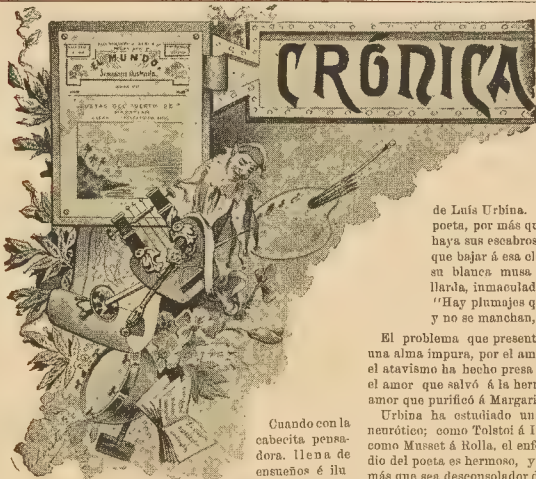 EL MUNDO
Semanario Ilustrado
CRÓNICA
Cuando con la
cabecita pensa-
dora. llena de
ensueños é ilu
de Luis Urbina.
poeta, por más qu
haya sus escabros
que bajar á esa cl
su blanca musa
llarda, inmaculad
"Hay plumajes q
y no se manchan,
El problema que present
una alma impura, por el am
el atavismo ha hecho presa
el amor que salvó á la herm
amor que purificó á Margari
Urbina ha estudiado un
neurótico; como Tolstoi á I
como Musset á Rolla, el enfe
dio del poeta es hermoso, y
más que sea desconsolador d